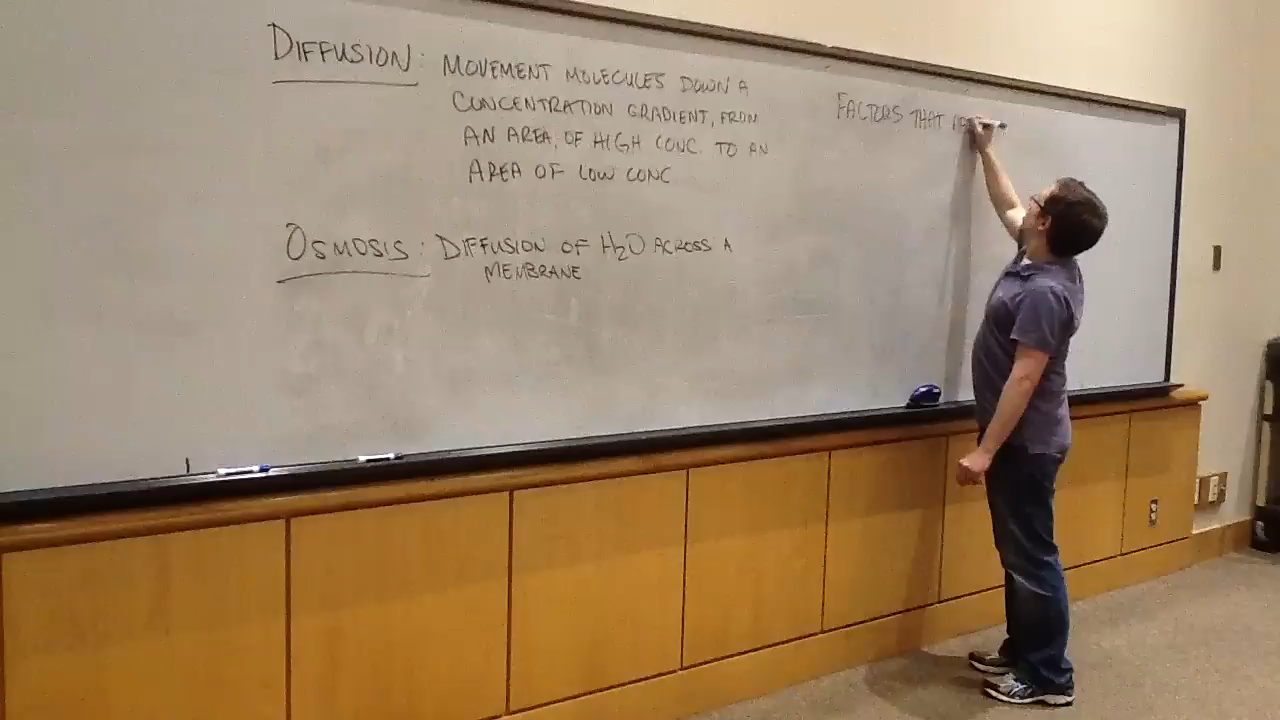 DIFFUSION: MOVEMENT MOLECULES DOWN A
CONCENTRATION GRADIENT, FROM
AN AREA, OF HIGH CONC. TO AN
AREA OF LOW CONC
OSMOSIS: DIFFUSION OF H₂O ACROSS A
MEMBRANE
FACTORS THAT